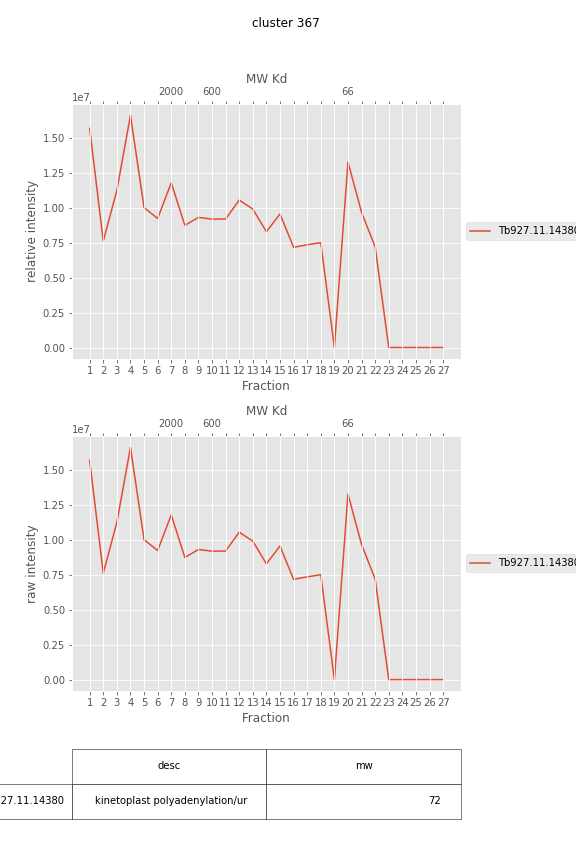 cluster 367
MW Kd
2000 600 66
1e7
1.50
1.25
1.00
0.75
0.50
0.25
0.00
relative intensity
Tb927.11.14380
1 2 3 4 5 6 7 8 9 10 11 12 13 14 15 16 17 18 19 20 21 22 23 24 25 26 27
Fraction
MW Kd
2000 600 66
1e7
1.50
1.25
1.00
0.75
0.50
0.25
0.00
raw intensity
Tb927.11.14380
1 2 3 4 5 6 7 8 9 10 11 12 13 14 15 16 17 18 19 20 21 22 23 24 25 26 27
Fraction
desc mw
27.11.14380 kinetoplast polyadenylation/ur 72